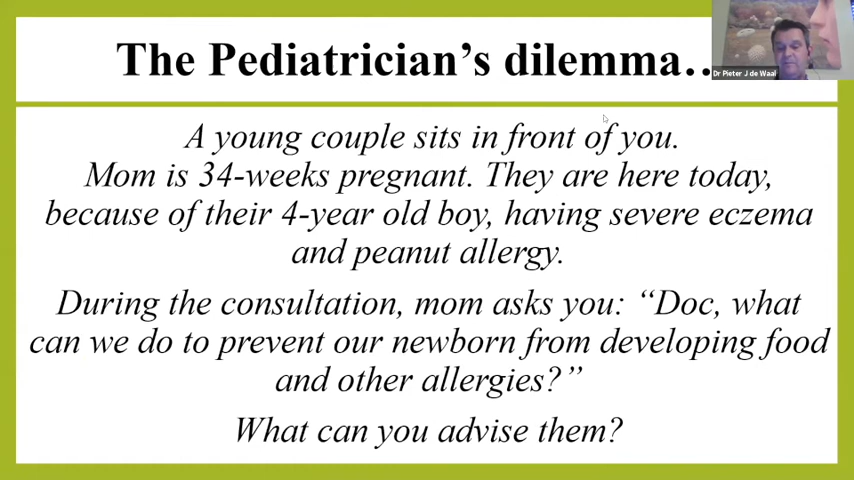 The Pediatrician's dilemma…
Dr Pieter J de Waal
A young couple sits in front of you.
Mom is 34-weeks pregnant. They are here today,
because of their 4-year old boy, having severe eczema
and peanut allergy.
During the consultation, mom asks you: “Doc, what
can we do to prevent our newborn from developing food
and other allergies?”
What can you advise them?